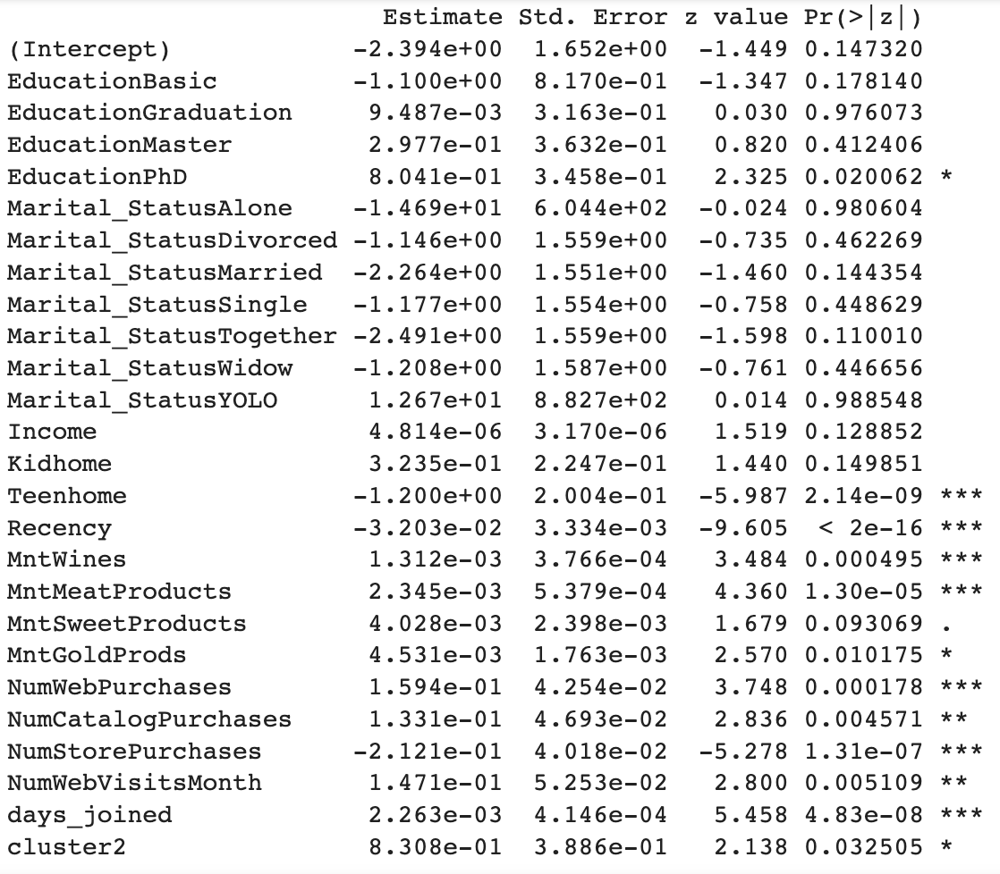 Estimate Std. Error z value Pr(>|z|)
(Intercept) -2.394e+00 1.652e+00 -1.449 0.147320
EducationBasic -1.100e+00 8.170e-01 -1.347 0.178140
EducationGraduation 9.487e-03 3.163e-01 0.030 0.976073
EducationMaster 2.977e-01 3.632e-01 0.820 0.412406
EducationPhD 8.041e-01 3.458e-01 2.325 0.020062 *
Marital_StatusAlone -1.469e+01 6.044e+02 -0.024 0.980604
Marital_StatusDivorced -1.146e+00 1.559e+00 -0.735 0.462269
Marital_StatusMarried -2.264e+00 1.551e+00 -1.460 0.144354
Marital_StatusSingle -1.177e+00 1.554e+00 -0.758 0.448629
Marital_StatusTogether -2.491e+00 1.559e+00 -1.598 0.110010
Marital_StatusWidow -1.208e+00 1.587e+00 -0.761 0.446656
Marital_StatusYOLO 1.267e+01 8.827e+02 0.014 0.988548
Income 4.814e-06 3.170e-06 1.519 0.128852
Kidhome 3.235e-01 2.247e-01 1.440 0.149851
Teenhome -1.200e+00 2.004e-01 -5.987 2.14e-09 ***
Recency -3.203e-02 3.334e-03 -9.605 < 2e-16 ***
MntWines 1.312e-03 3.766e-04 3.484 0.000495 ***
MntMeatProducts 2.345e-03 5.379e-04 4.360 1.30e-05 ***
MntSweetProducts 4.028e-03 2.398e-03 1.679 0.093069 .
MntGoldProds 4.531e-03 1.763e-03 2.570 0.010175 *
NumWebPurchases 1.594e-01 4.254e-02 3.748 0.000178 ***
NumCatalogPurchases 1.331e-01 4.693e-02 2.836 0.004571 **
NumStorePurchases -2.121e-01 4.018e-02 -5.278 1.31e-07 ***
NumWebVisitsMonth 1.471e-01 5.253e-02 2.800 0.005109 **
days_joined 2.263e-03 4.146e-04 5.458 4.83e-08 ***
cluster2 8.308e-01 3.886e-01 2.138 0.032505 *